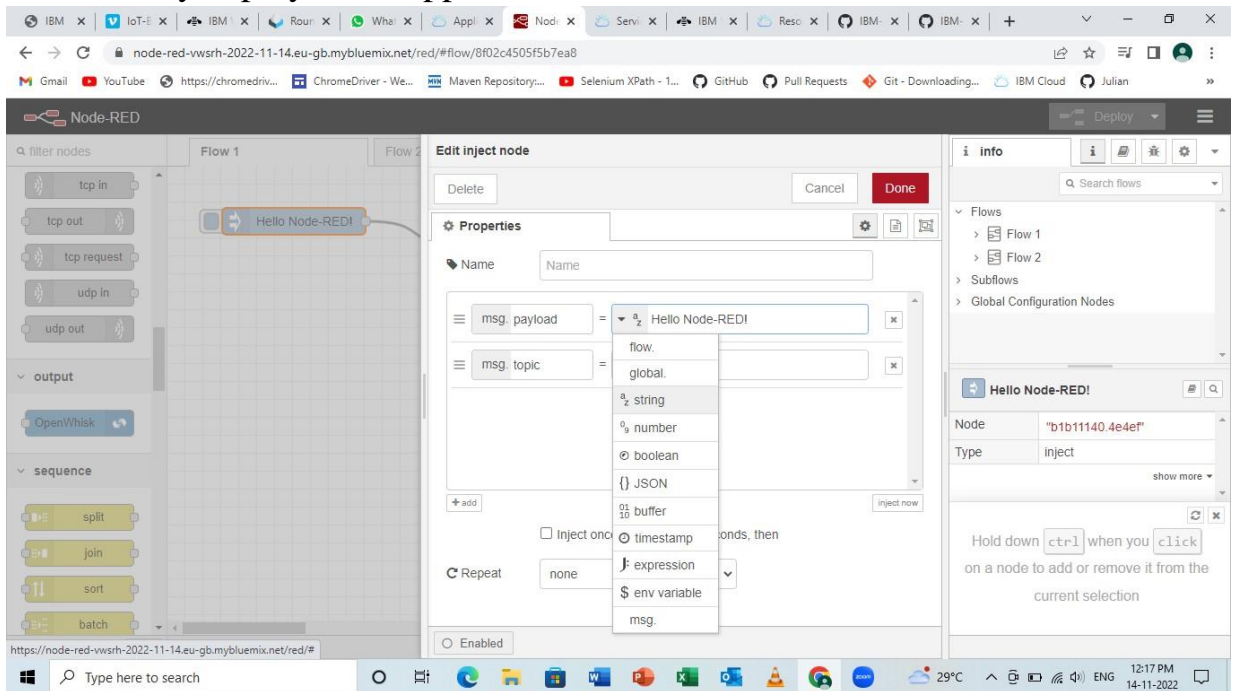 IBM
IoT-E
IBM
Roun
What
Appli
Node
Servi
IBM
Reso
IBM-
IBM-
node-red-vwsrh-2022-11-14.eu-gb.mybluemix.net/red/#flow/8f02c4505f5b7ea8
Gmail YouTube https://chromedriv... ChromeDriver - We... Maven Repository:... Selenium XPath - 1... GitHub Pull Requests Git - Downloading... IBM Cloud Julian »
Node-RED Deploy
filter nodes Flow 1 Flow 2 Edit inject node i info i
tcp in
tcp out
tcp request
udp in
udp out
output
OpenWhisk
sequence
split
join
sort
batch
Hello Node-RED!
Delete Cancel Done
Properties
Name Name
msg. payload = a z Hello Node-RED!
msg. topic =
flow.
global.
a z string
0 9 number
boolean
{} JSON
01 10 buffer
timestamp
J: expression
$ env variable
msg.
+ add inject now
Inject once onds, then
Repeat none
Enabled
Search flows
Flows
Flow 1
Flow 2
Subflows
Global Configuration Nodes
Hello Node-RED!
Node "b1b11140.4e4ef"
Type inject
show more
Hold down ctrl when you click
on a node to add or remove it from the
current selection
https://node-red-vwsrh-2022-11-14.eu-gb.mybluemix.net/red/#
Type here to search
zoom
29°C ENG 12:17 PM
14-11-2022